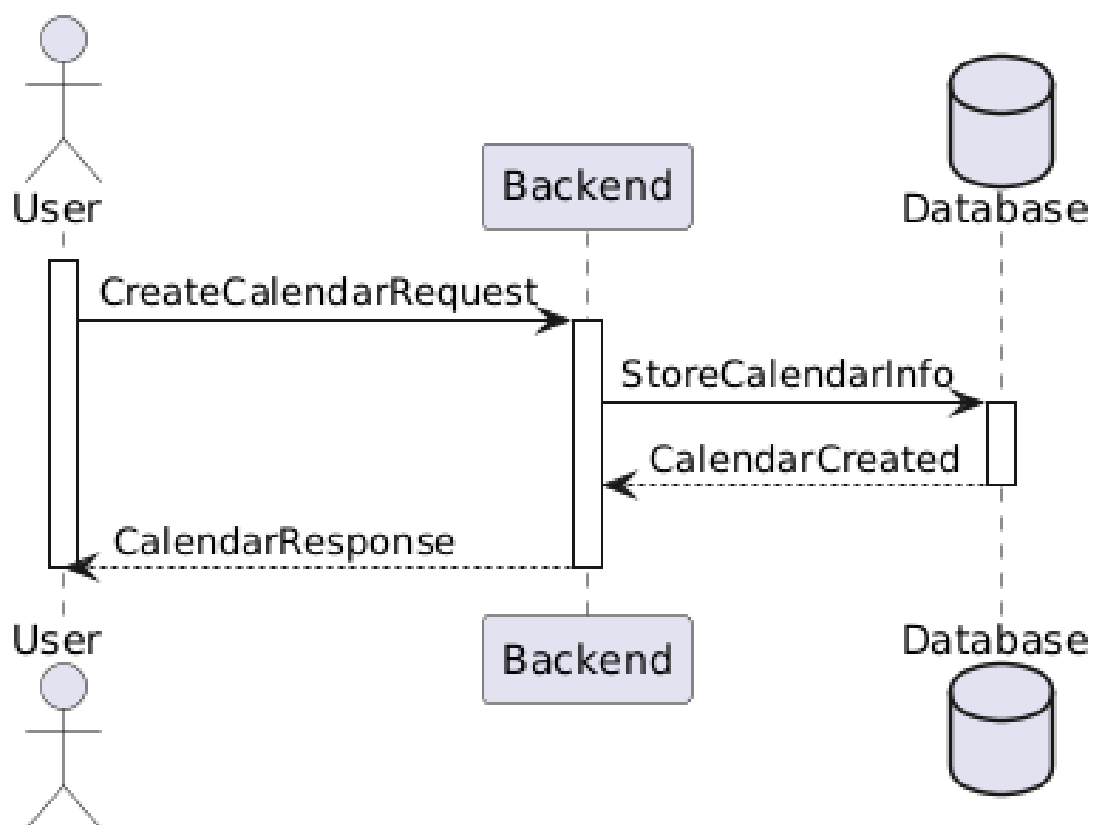 User
Backend
Database
CreateCalendarRequest
StoreCalendarInfo
CalendarCreated
CalendarResponse
User
Backend
Database